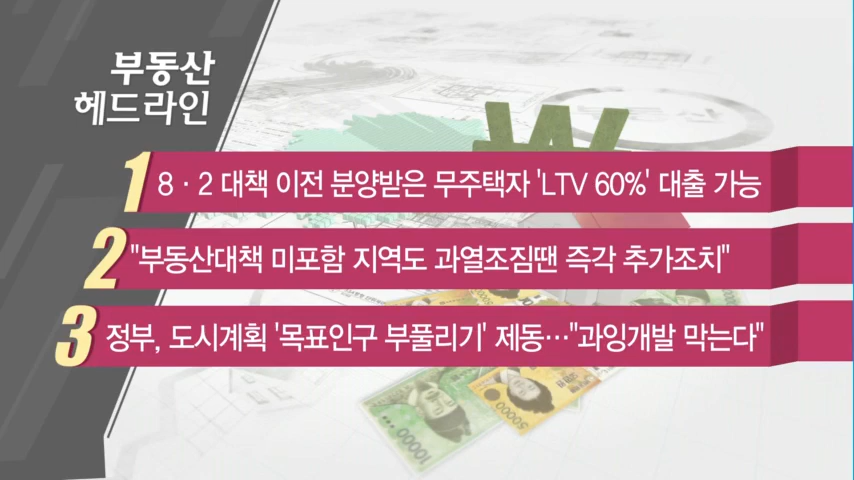 부동산
헤드라인
1 8·2 대책 이전 분양받은 무주택자 'LTV 60%' 대출 가능
2 "부동산대책 미포함 지역도 과열조짐땐 즉각 추가조치"
3 정부, 도시계획 '목표인구 부풀리기' 제동…"과잉개발 막는다"
10000
50000